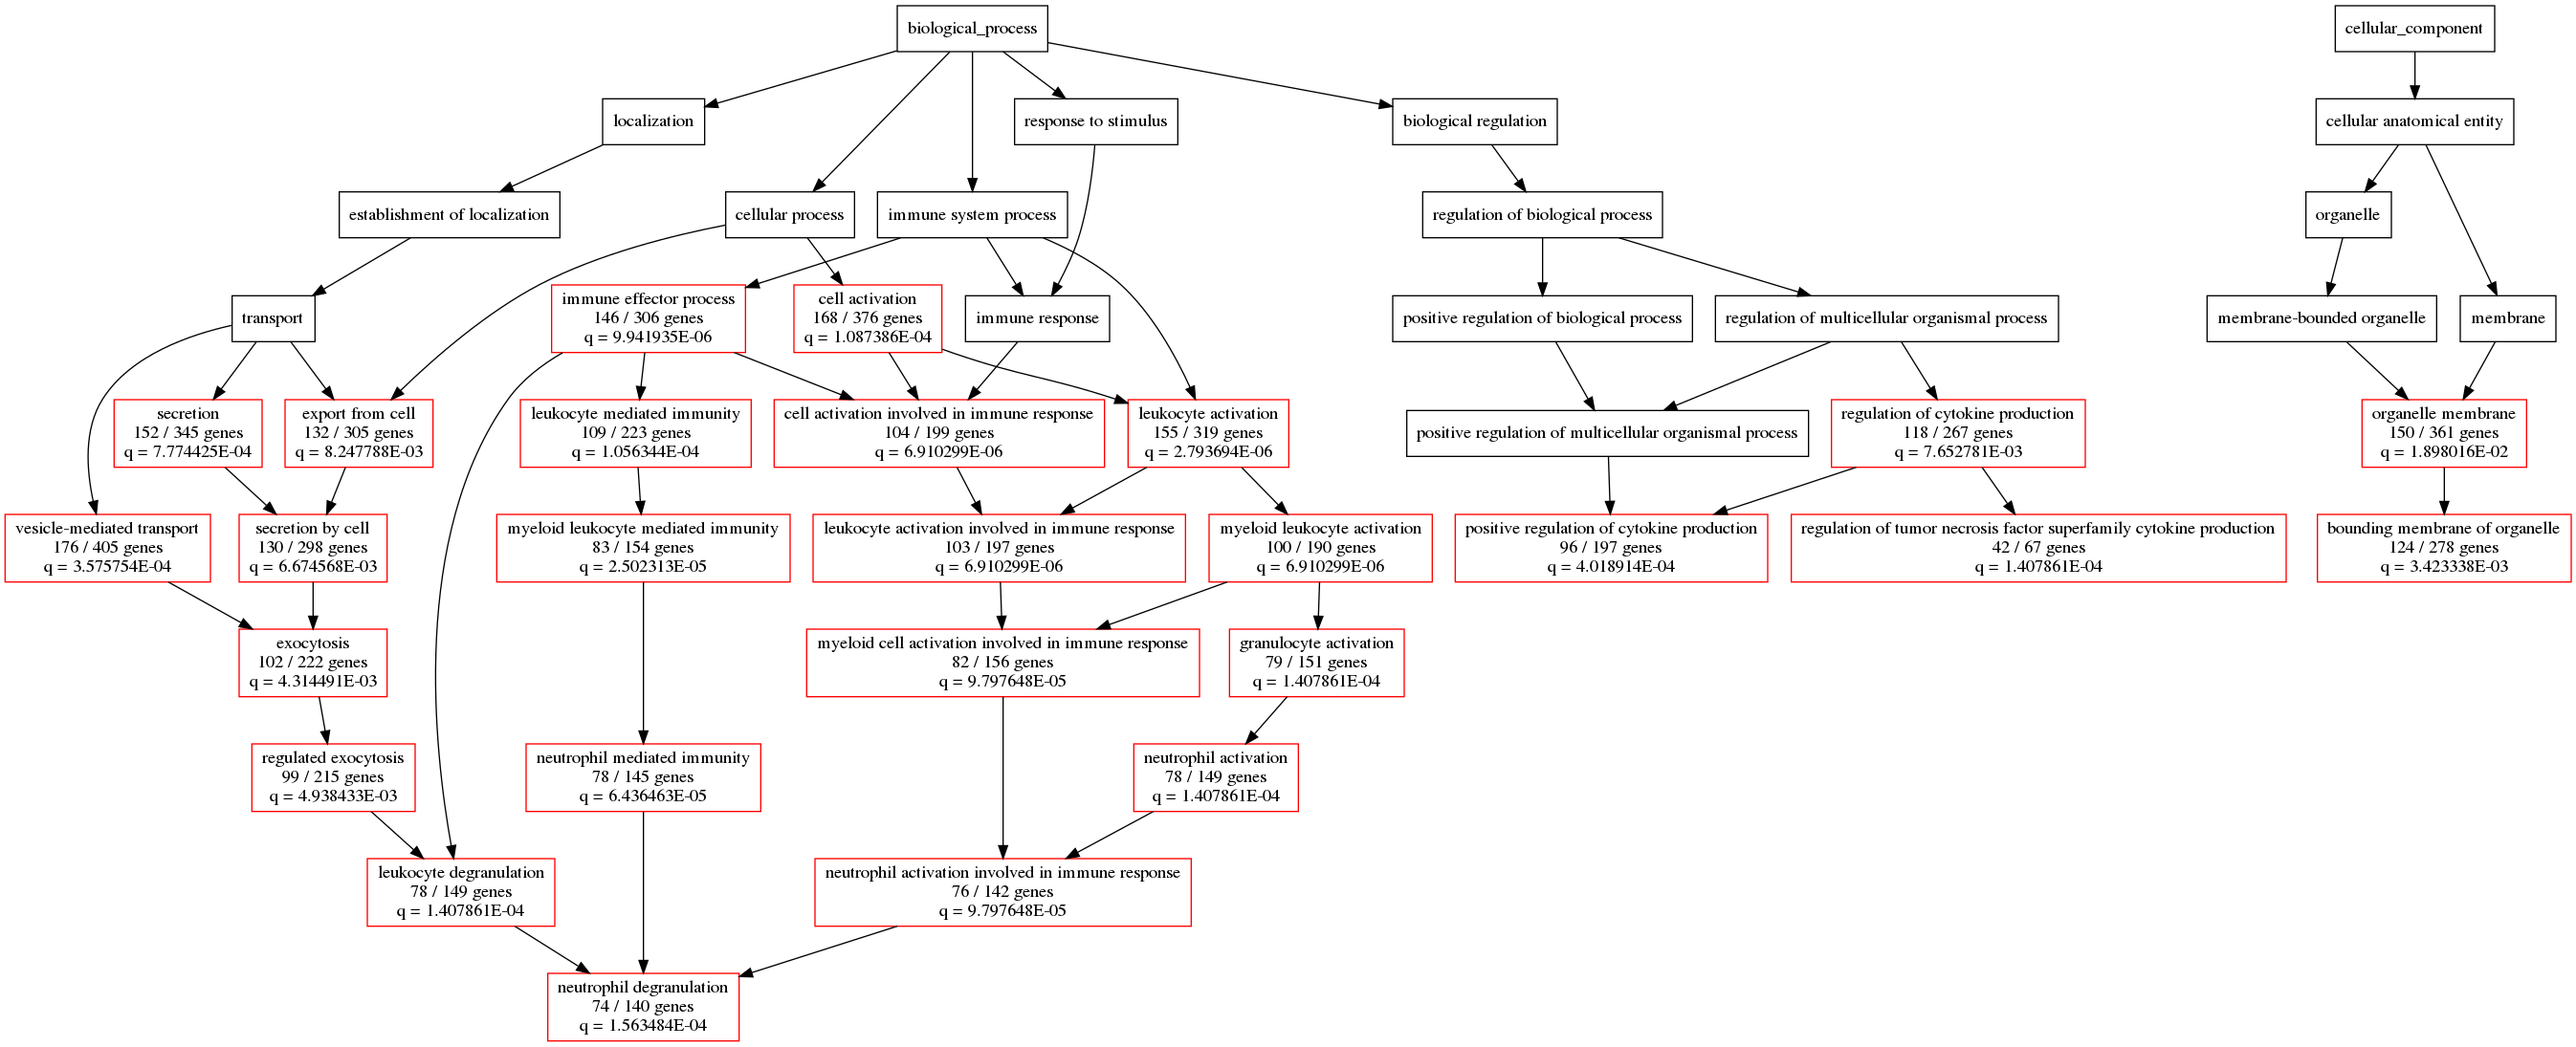 biological_process
cellular_component
localization
response to stimulus
biological regulation
cellular anatomical entity
establishment of localization
cellular process
immune system process
regulation of biological process
organelle
transport
immune effector process
146 / 306 genes
q = 9.941935E-06
cell activation
168 / 376 genes
q = 1.087386E-04
immune response
positive regulation of biological process
regulation of multicellular organismal process
membrane-bounded organelle
membrane
secretion
152 / 345 genes
q = 7.774425E-04
export from cell
132 / 305 genes
q = 8.247788E-03
leukocyte mediated immunity
109 / 223 genes
q = 1.056344E-04
cell activation involved in immune response
104 / 199 genes
q = 6.910299E-06
leukocyte activation
155 / 319 genes
q = 2.793694E-06
positive regulation of multicellular organismal process
regulation of cytokine production
118 / 267 genes
q = 7.652781E-03
organelle membrane
150 / 361 genes
q = 1.898016E-02
vesicle-mediated transport
176 / 405 genes
q = 3.575754E-04
secretion by cell
130 / 298 genes
q = 6.674568E-03
myeloid leukocyte mediated immunity
83 / 154 genes
q = 2.502313E-05
leukocyte activation involved in immune response
103 / 197 genes
q = 6.910299E-06
myeloid leukocyte activation
100 / 190 genes
q = 6.910299E-06
positive regulation of cytokine production
96 / 197 genes
q = 4.018914E-04
regulation of tumor necrosis factor superfamily cytokine production
42 / 67 genes
q = 1.407861E-04
bounding membrane of organelle
124 / 278 genes
q = 3.423338E-03
exocytosis
102 / 222 genes
q = 4.314491E-03
myeloid cell activation involved in immune response
82 / 156 genes
q = 9.797648E-05
granulocyte activation
79 / 151 genes
q = 1.407861E-04
regulated exocytosis
99 / 215 genes
q = 4.938433E-03
neutrophil mediated immunity
78 / 145 genes
q = 6.436463E-05
neutrophil activation
78 / 149 genes
q = 1.407861E-04
leukocyte degranulation
78 / 149 genes
q = 1.407861E-04
neutrophil activation involved in immune response
76 / 142 genes
q = 9.797648E-05
neutrophil degranulation
74 / 140 genes
q = 1.563484E-04